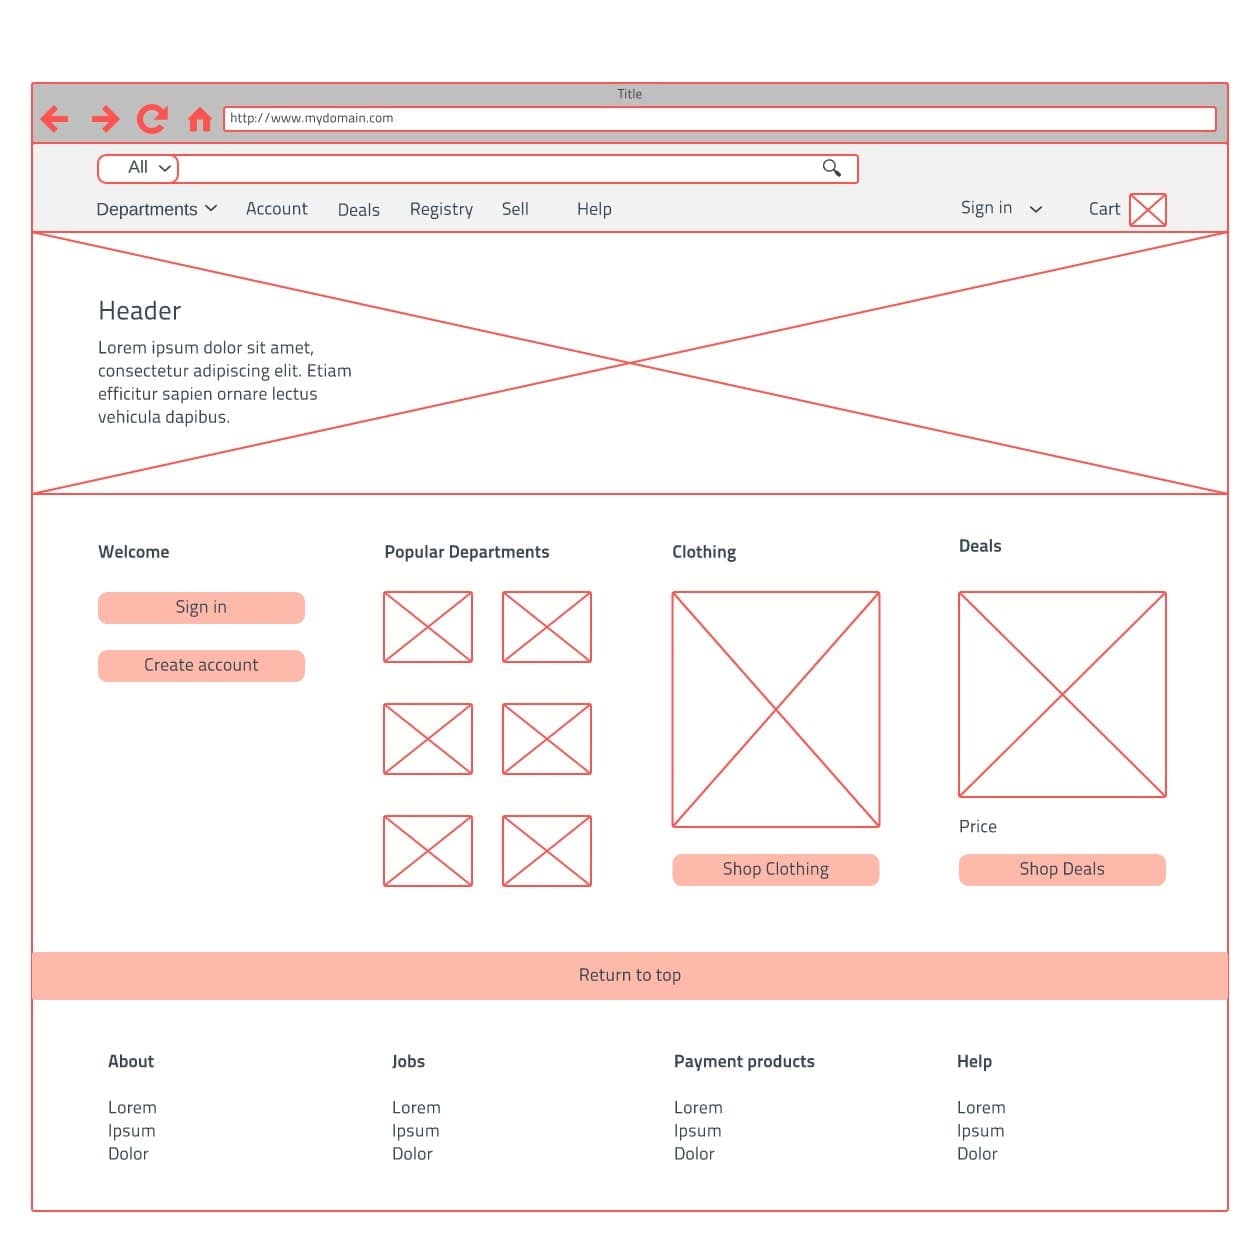 Title
http://www.mydomain.com
All
Departments Account Deals Registry Sell Help Sign in Cart
Header
Lorem ipsum dolor sit amet,
consectetur adipiscing elit. Etiam
efficitur sapien ornare lectus
vehicula dapibus.
Welcome
Sign in
Create account
Popular Departments
Clothing
Shop Clothing
Deals
Price
Shop Deals
Return to top
About
Lorem
Ipsum
Dolor
Jobs
Lorem
Ipsum
Dolor
Payment products
Lorem
Ipsum
Dolor
Help
Lorem
Ipsum
Dolor